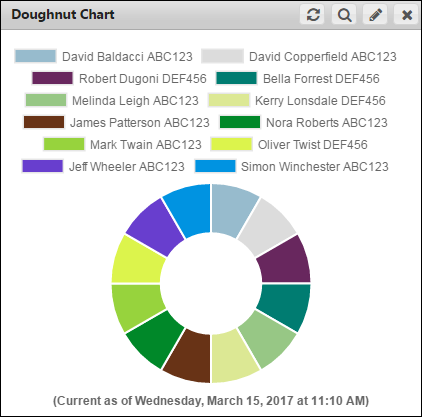 Doughnut Chart
David Baldacci ABC123 David Copperfield ABC123
Robert Dugoni DEF456 Bella Forrest DEF456
Melinda Leigh ABC123 Kerry Lonsdale DEF456
James Patterson ABC123 Nora Roberts ABC123
Mark Twain ABC123 Oliver Twist DEF456
Jeff Wheeler ABC123 Simon Winchester ABC123
(Current as of Wednesday, March 15, 2017 at 11:10 AM)